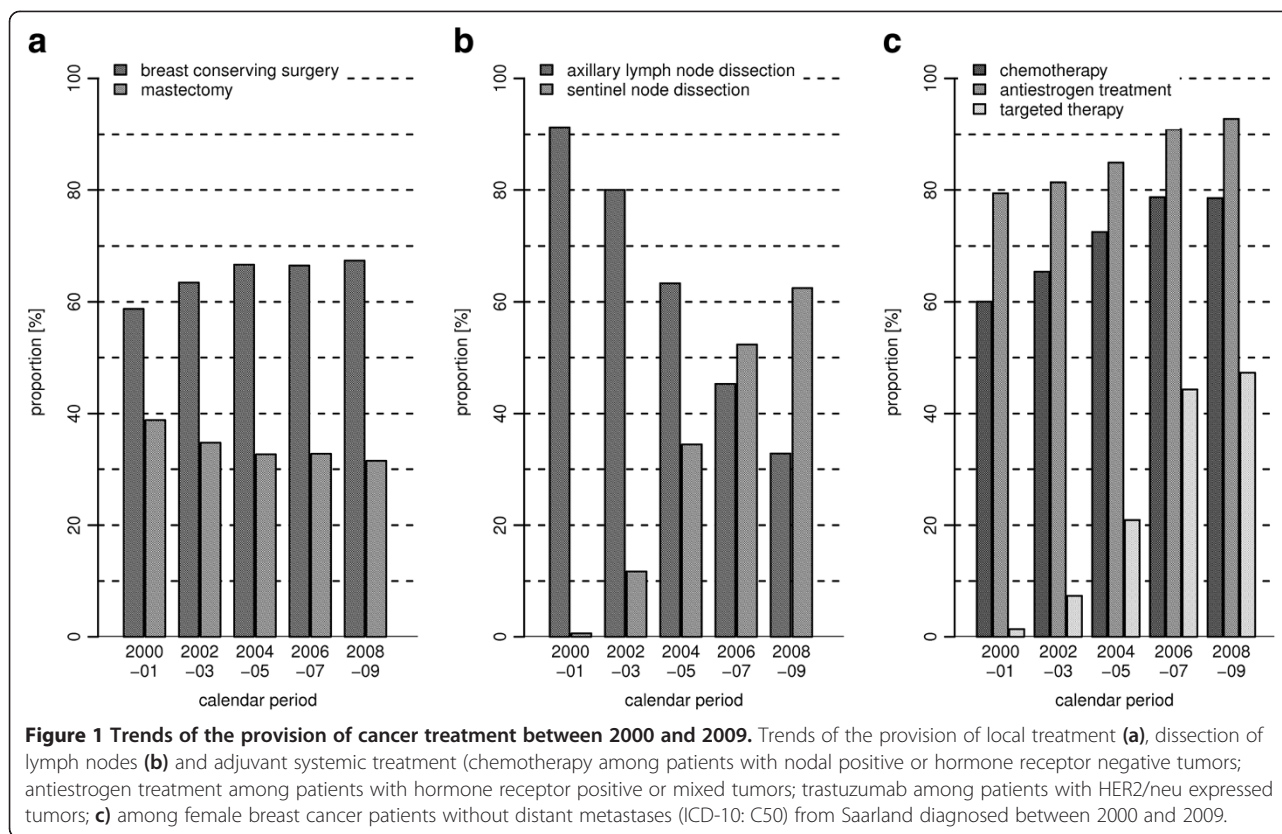 a
breast conserving surgery
mastectomy
proportion [%]
100
80
60
40
20
0
2000 2002 2004 2006 2008
–01 –03 –05 –07 –09
calendar period
b
axillary lymph node dissection
sentinel node dissection
proportion [%]
100
80
60
40
20
0
2000 2002 2004 2006 2008
–01 –03 –05 –07 –09
calendar period
c
chemotherapy
antiestrogen treatment
targeted therapy
proportion [%]
100
80
60
40
20
0
2000 2002 2004 2006 2008
–01 –03 –05 –07 –09
calendar period
Figure 1 Trends of the provision of cancer treatment between 2000 and 2009. Trends of the provision of local treatment (a), dissection of
lymph nodes (b) and adjuvant systemic treatment (chemotherapy among patients with nodal positive or hormone receptor negative tumors;
antiestrogen treatment among patients with hormone receptor positive or mixed tumors; trastuzumab among patients with HER2/neu expressed
tumors; c) among female breast cancer patients without distant metastases (ICD-10: C50) from Saarland diagnosed between 2000 and 2009.